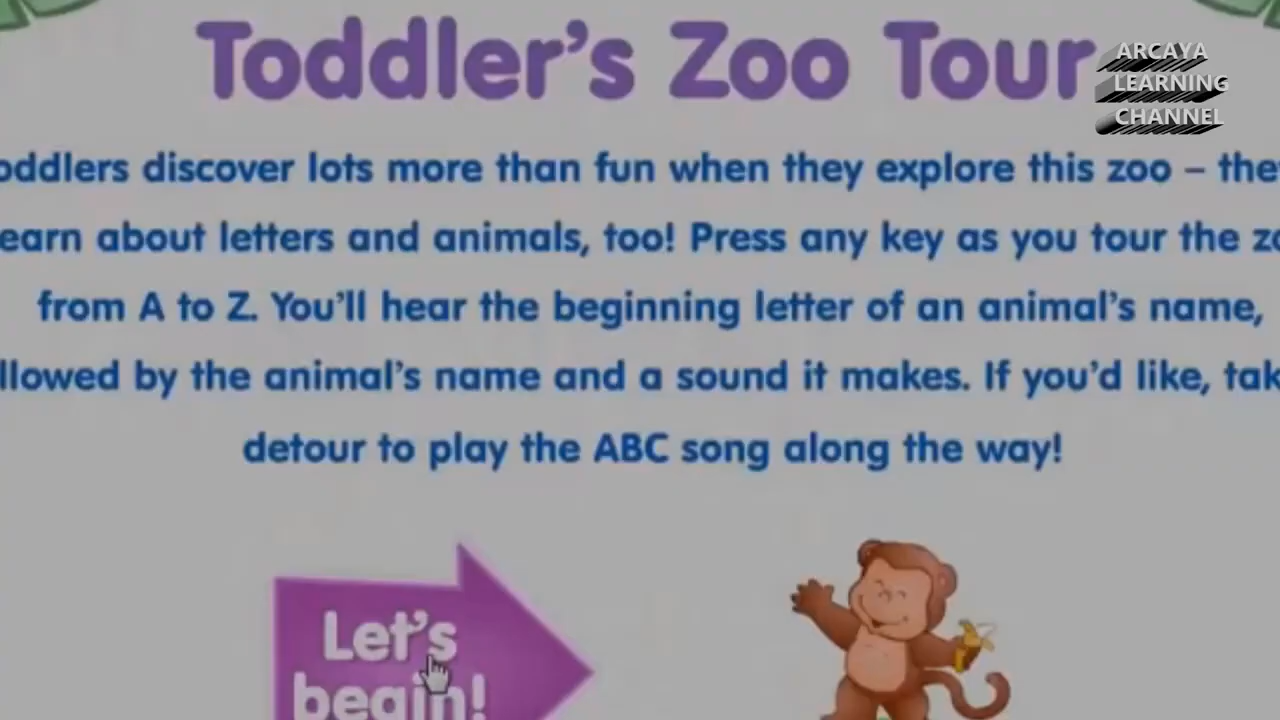 Toddler's Zoo Tour
ARCAYA
LEARNING
CHANNEL
oddlers discover lots more than fun when they explore this zoo – they
earn about letters and animals, too! Press any key as you tour the zo
from A to Z. You'll hear the beginning letter of an animal's name,
llowed by the animal's name and a sound it makes. If you'd like, tak
detour to play the ABC song along the way!
Let's
begin!